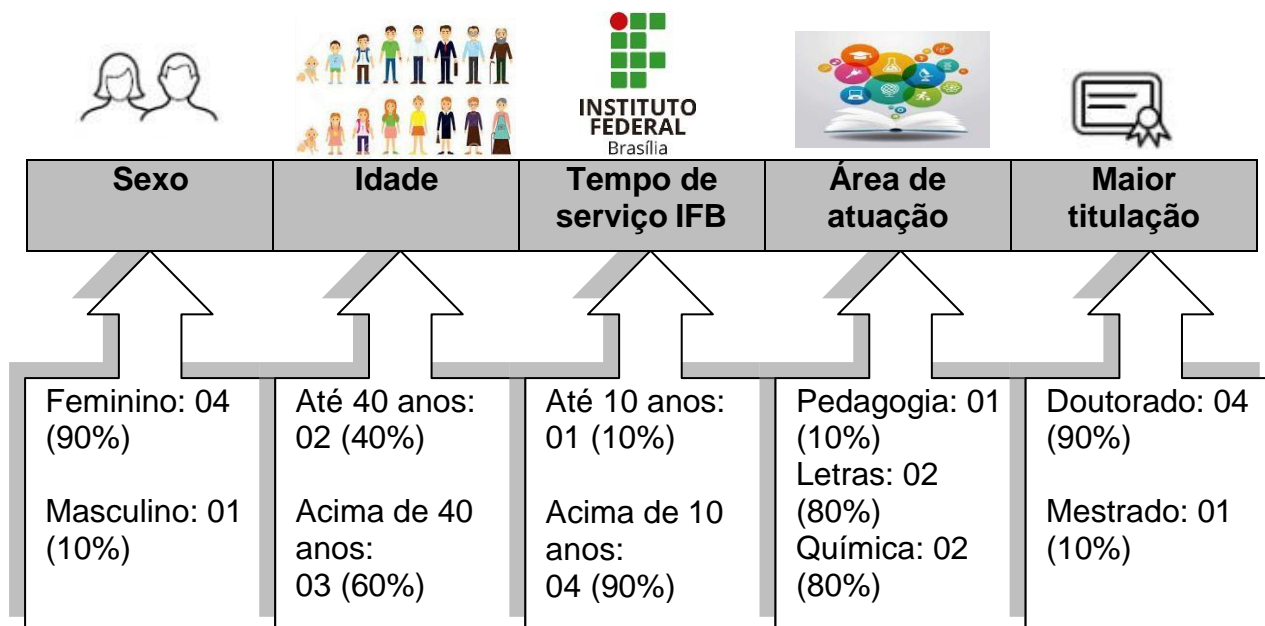 INSTITUTO
FEDERAL
Brasília
Sexo
Idade
Tempo de
serviço IFB
Área de
atuação
Maior
titulação
Feminino: 04
(90%)
Masculino: 01
(10%)
Até 40 anos:
02 (40%)
Acima de 40
anos:
03 (60%)
Até 10 anos:
01 (10%)
Acima de 10
anos:
04 (90%)
Pedagogia: 01
(10%)
Letras: 02
(80%)
Química: 02
(80%)
Doutorado: 04
(90%)
Mestrado: 01
(10%)